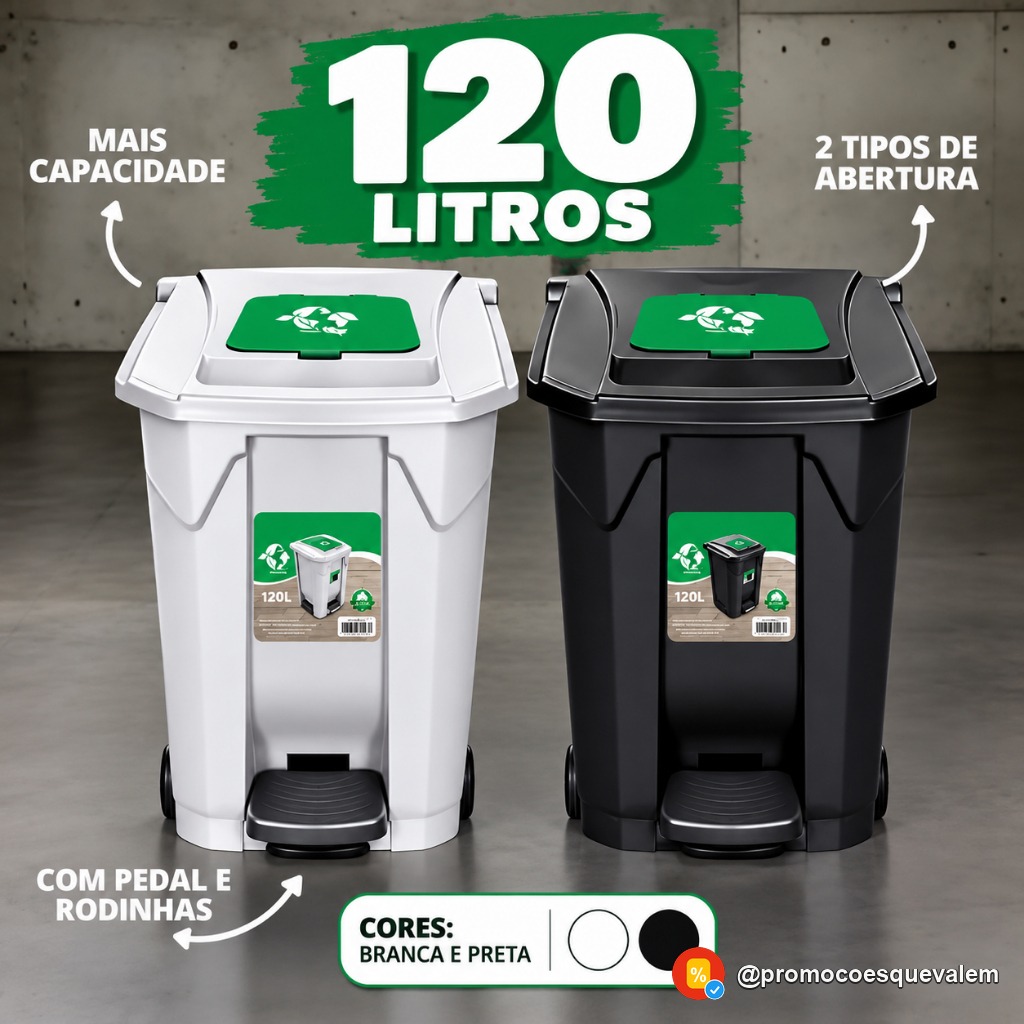 120
LITROS
MAIS
CAPACIDADE
2 TIPOS DE
ABERTURA
120L
120L
COM PEDAL E
RODINHAS
CORES:
BRANCA E PRETA
%
@promocoesquevalem